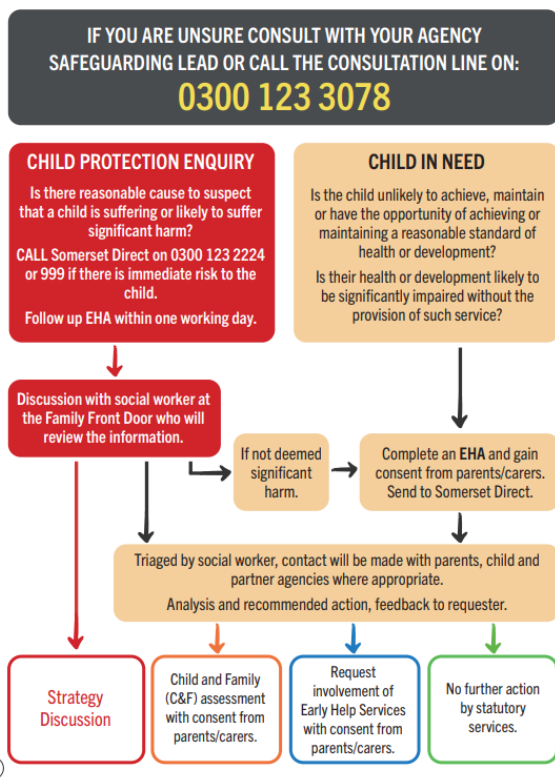 IF YOU ARE UNSURE CONSULT WITH YOUR AGENCY
SAFEGUARDING LEAD OR CALL THE CONSULTATION LINE ON:
0300 123 3078
CHILD PROTECTION ENQUIRY
Is there reasonable cause to suspect
that a child is suffering or likely to suffer
significant harm?
CALL Somerset Direct on 0300 123 2224
or 999 if there is immediate risk to the
child.
Follow up EHA within one working day.
CHILD IN NEED
Is the child unlikely to achieve, maintain
or have the opportunity of achieving or
maintaining a reasonable standard of
health or development?
Is their health or development likely to
be significantly impaired without the
provision of such service?
Discussion with social worker at
the Family Front Door who will
review the information.
If not deemed
significant
harm.
Complete an EHA and gain
consent from parents/carers.
Send to Somerset Direct.
Triaged by social worker, contact will be made with parents, child and
partner agencies where appropriate.
Analysis and recommended action, feedback to requester.
Strategy
Discussion
Child and Family
(C&F) assessment
with consent from
parents/carers.
Request
involvement of
Early Help Services
with consent from
parents/carers.
No further action
by statutory
services.